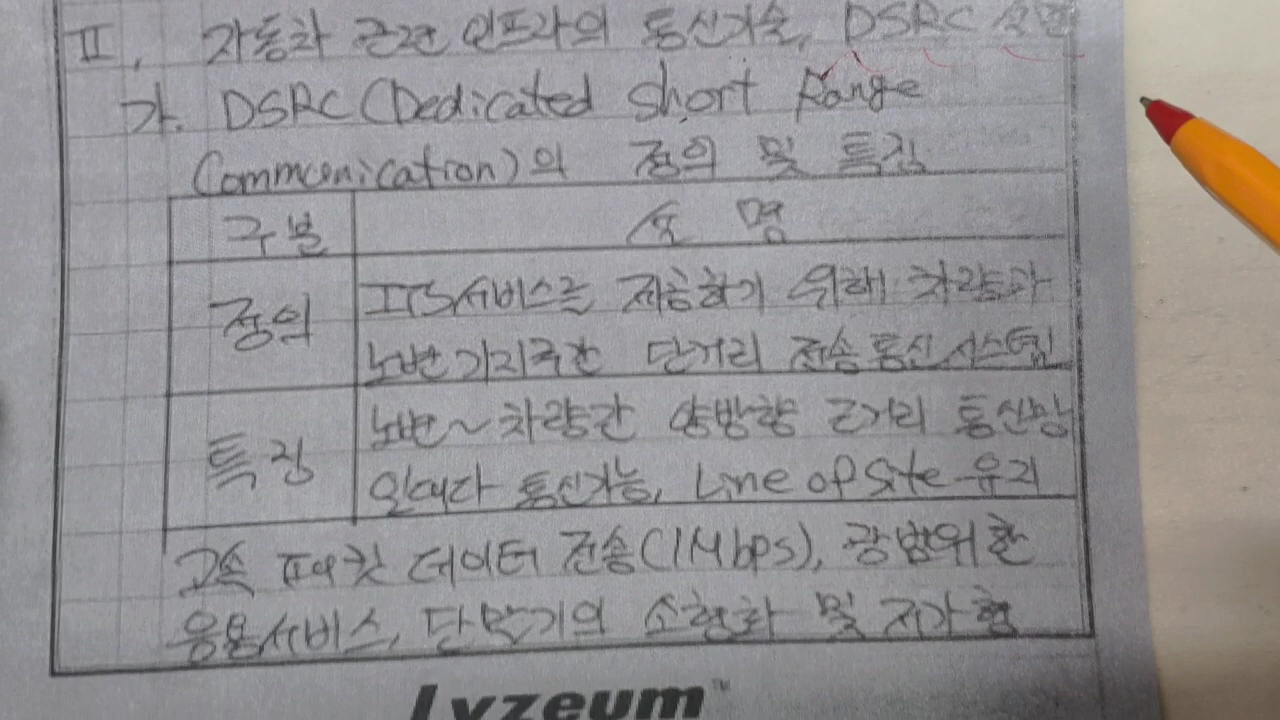 Ⅱ. 자동차 근접 인프라의 통신기술, DSRC 설명
가. DSRC (Dedicated Short Range
Communication)의 정의 및 특징
구분 설 명
정의 ITS서비스를 제공하기 위해 차량과
노변기지국간 단거리 전송통신시스템
특징 노변~차량간 양방향 근거리 통신망
일대다 통신가능, Line of Site 유지
고속 패킷 데이터 전송(1Mbps), 광범위한
응용서비스, 단말기의 소형화 및 저가형
Lyzeum™